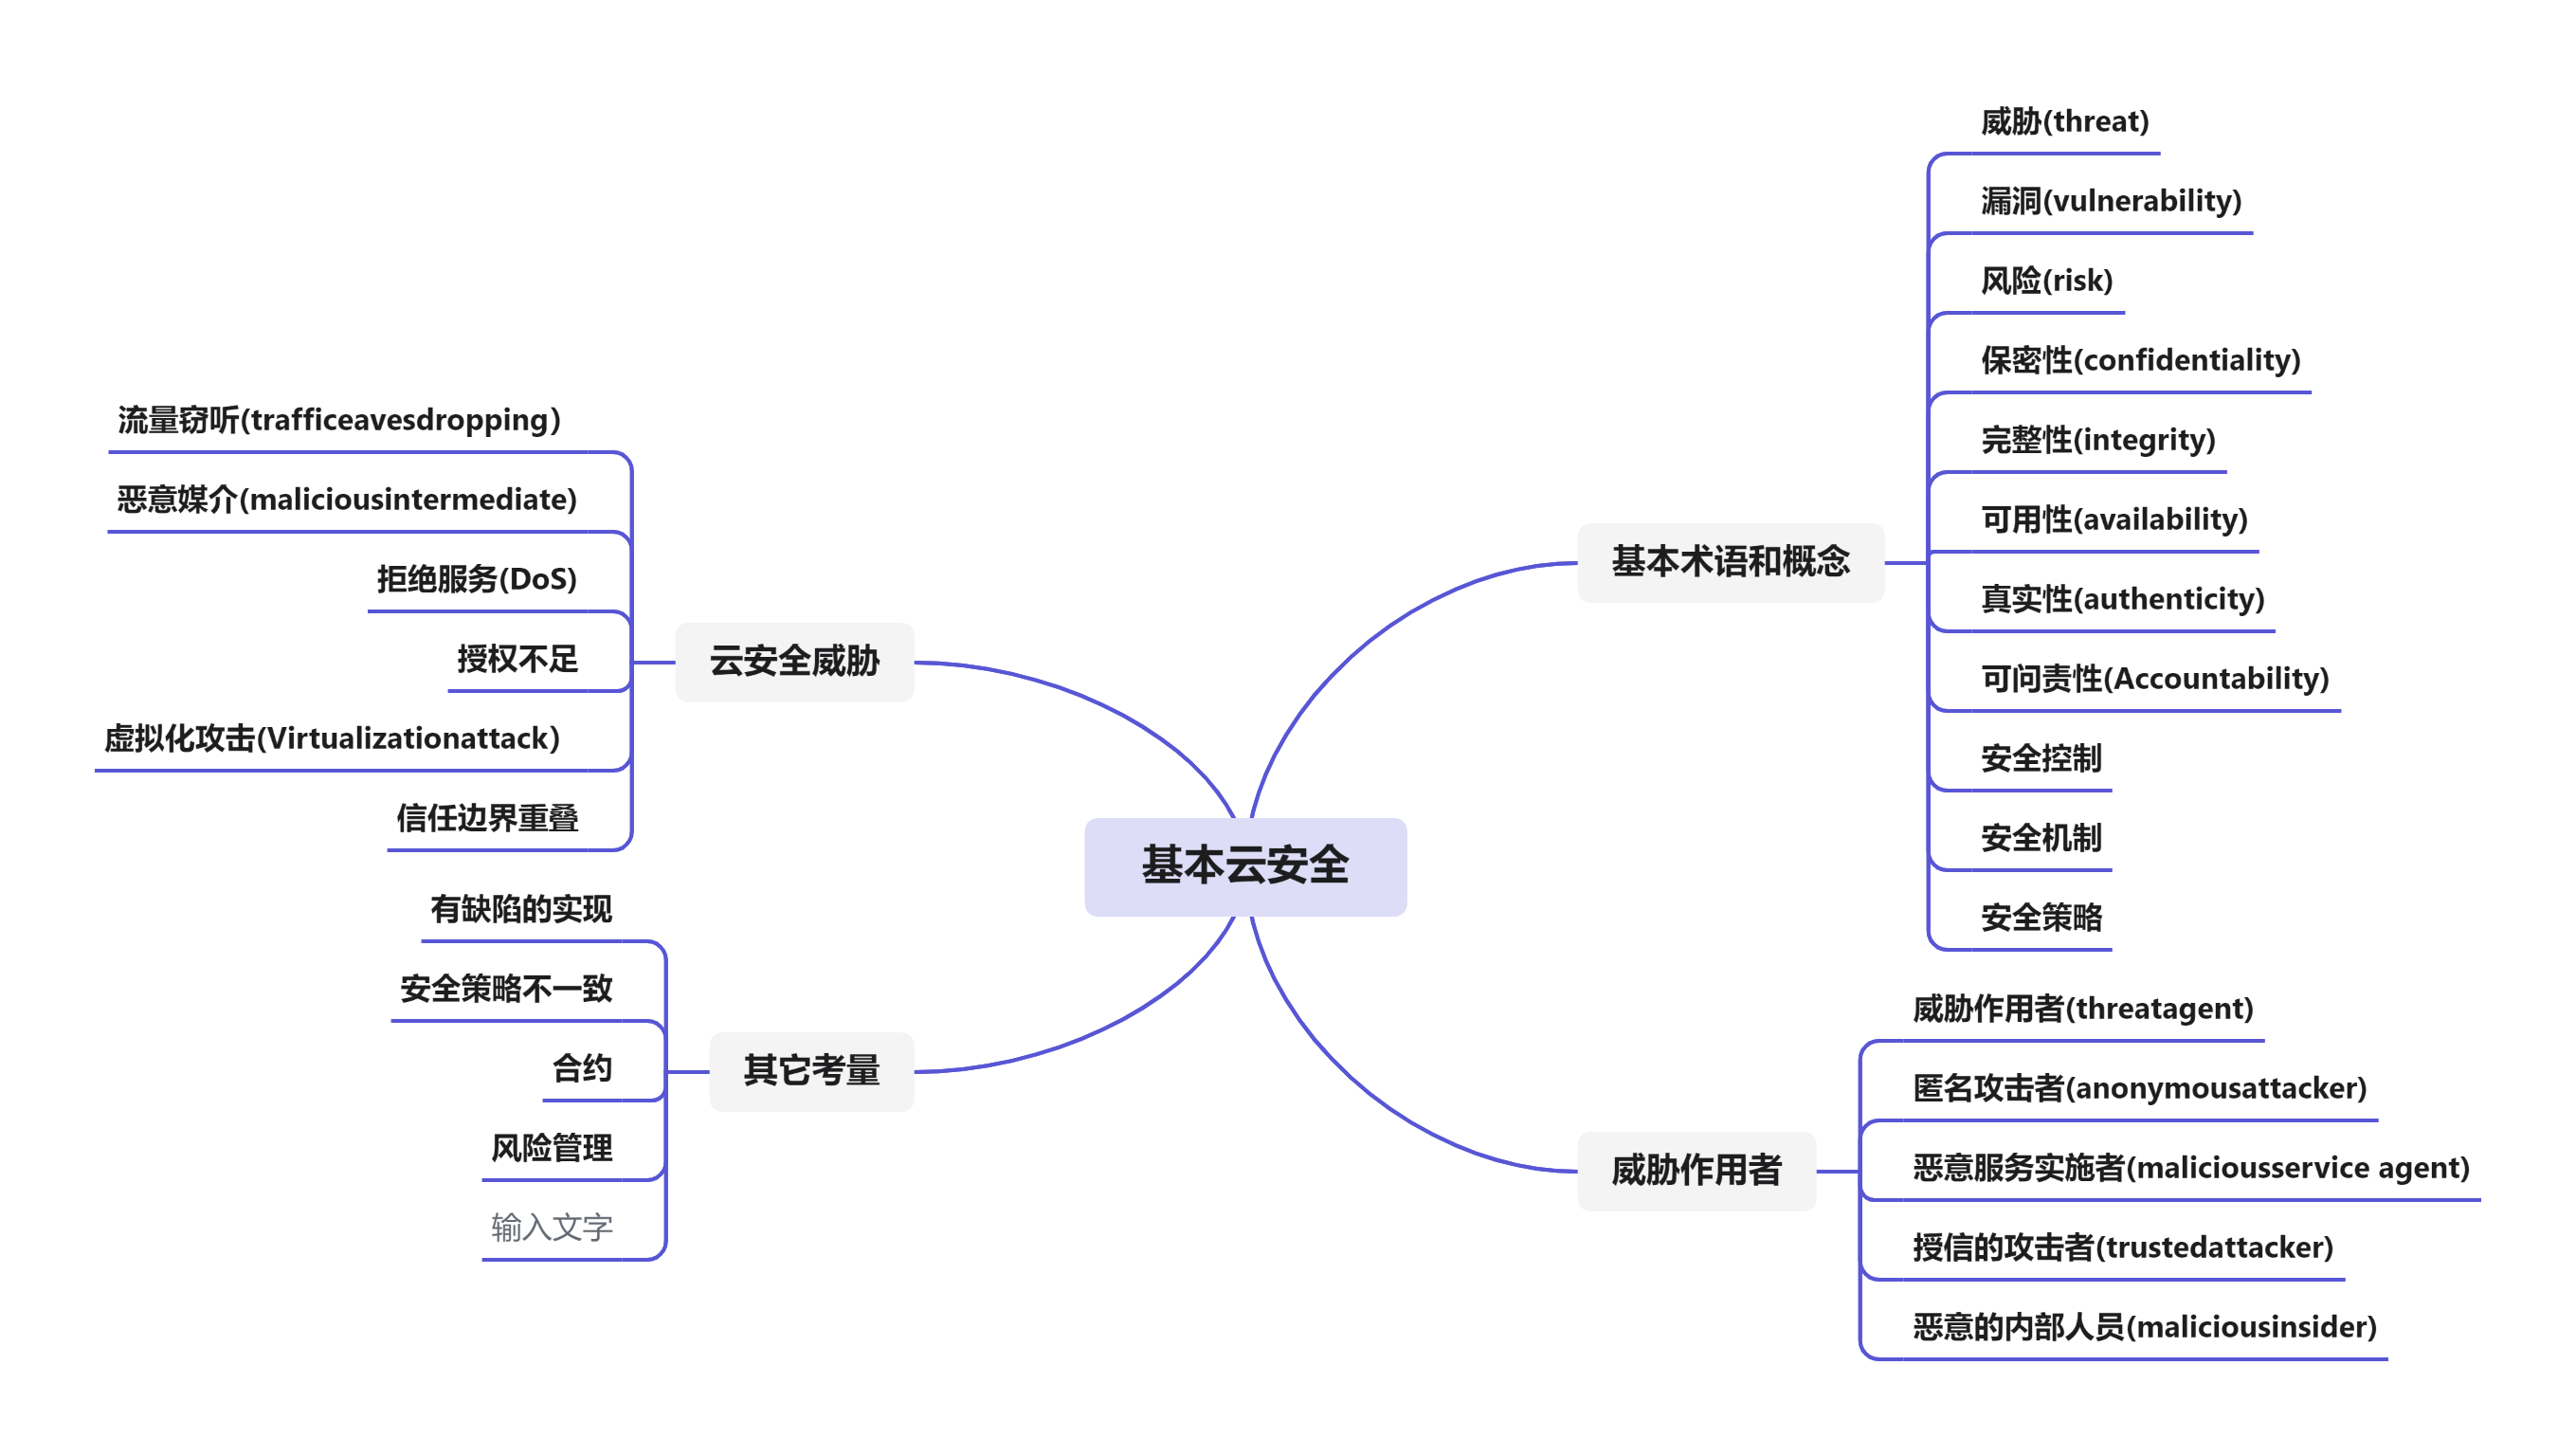 基本云安全
基本术语和概念
威胁(threat)
漏洞(vulnerability)
风险(risk)
保密性(confidentiality)
完整性(integrity)
可用性(availability)
真实性(authenticity)
可问责性(Accountability)
安全控制
安全机制
安全策略
威胁作用者
威胁作用者(threatagent)
匿名攻击者(anonymousattacker)
恶意服务实施者(maliciousservice agent)
授信的攻击者(trustedattacker)
恶意的内部人员(maliciousinsider)
云安全威胁
流量窃听(trafficeavesdropping）
恶意媒介(maliciousintermediate)
拒绝服务(DoS)
授权不足
虚拟化攻击(Virtualizationattack）
信任边界重叠
其它考量
有缺陷的实现
安全策略不一致
合约
风险管理
输入文字